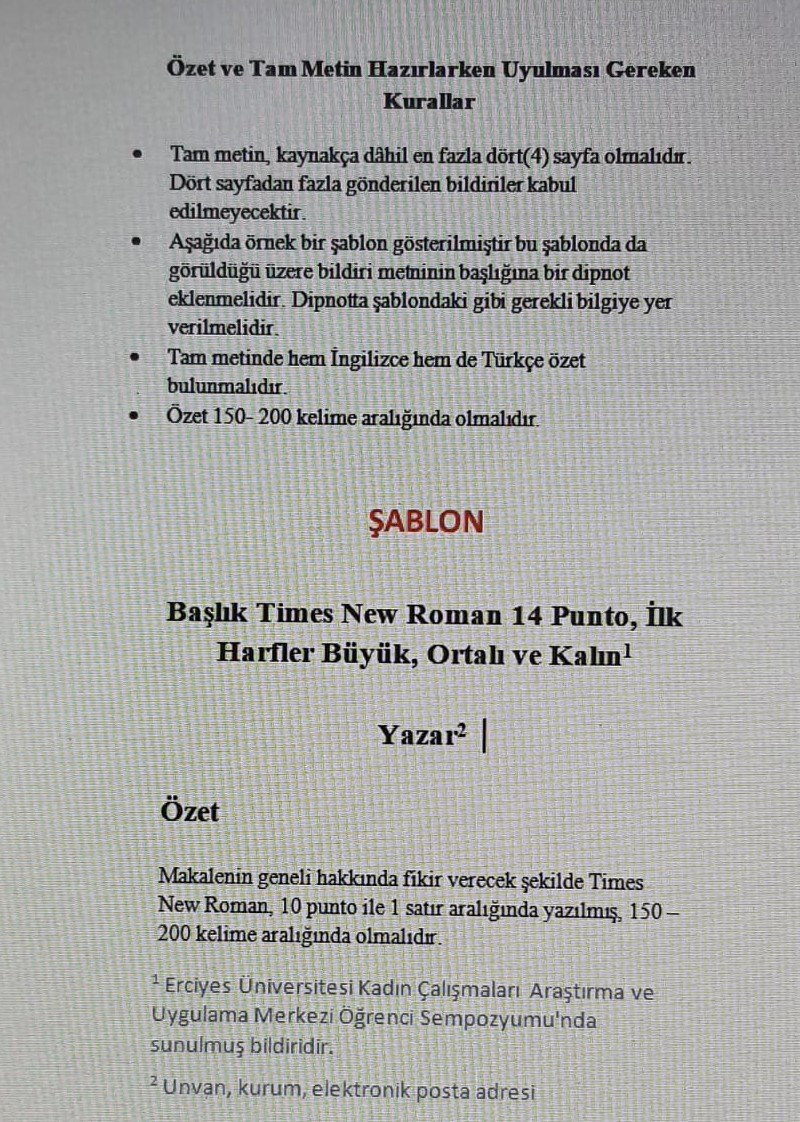 Özet ve Tam Metin Hazırlarken Uyulması Gereken
Kurallar
• Tam metin, kaynakça dâhil en fazla dört(4) sayfa olmalıdır.
Dört sayfadan fazla gönderilen bildiriler kabul
edilmeyecektir.
• Aşağıda örnek bir şablon gösterilmiştir bu şablonda da
görüldüğü üzere bildiri metninin başlığına bir dipnot
eklenmelidir. Dipnotta şablondaki gibi gerekli bilgiye yer
verilmelidir.
• Tam metinde hem İngilizce hem de Türkçe özet
bulunmalıdır.
• Özet 150- 200 kelime aralığında olmalıdır.
ŞABLON
Başlık Times New Roman 14 Punto, İlk
Harfler Büyük, Ortalı ve Kalın¹
Yazar²
Özet
Makalenin geneli hakkında fikir verecek şekilde Times
New Roman, 10 punto ile 1 satır aralığında yazılmış, 150 –
200 kelime aralığında olmalıdır.
¹ Erciyes Üniversitesi Kadın Çalışmaları Araştırma ve
Uygulama Merkezi Öğrenci Sempozyumu'nda
sunulmuş bildiridir.
² Unvan, kurum, elektronik posta adresi